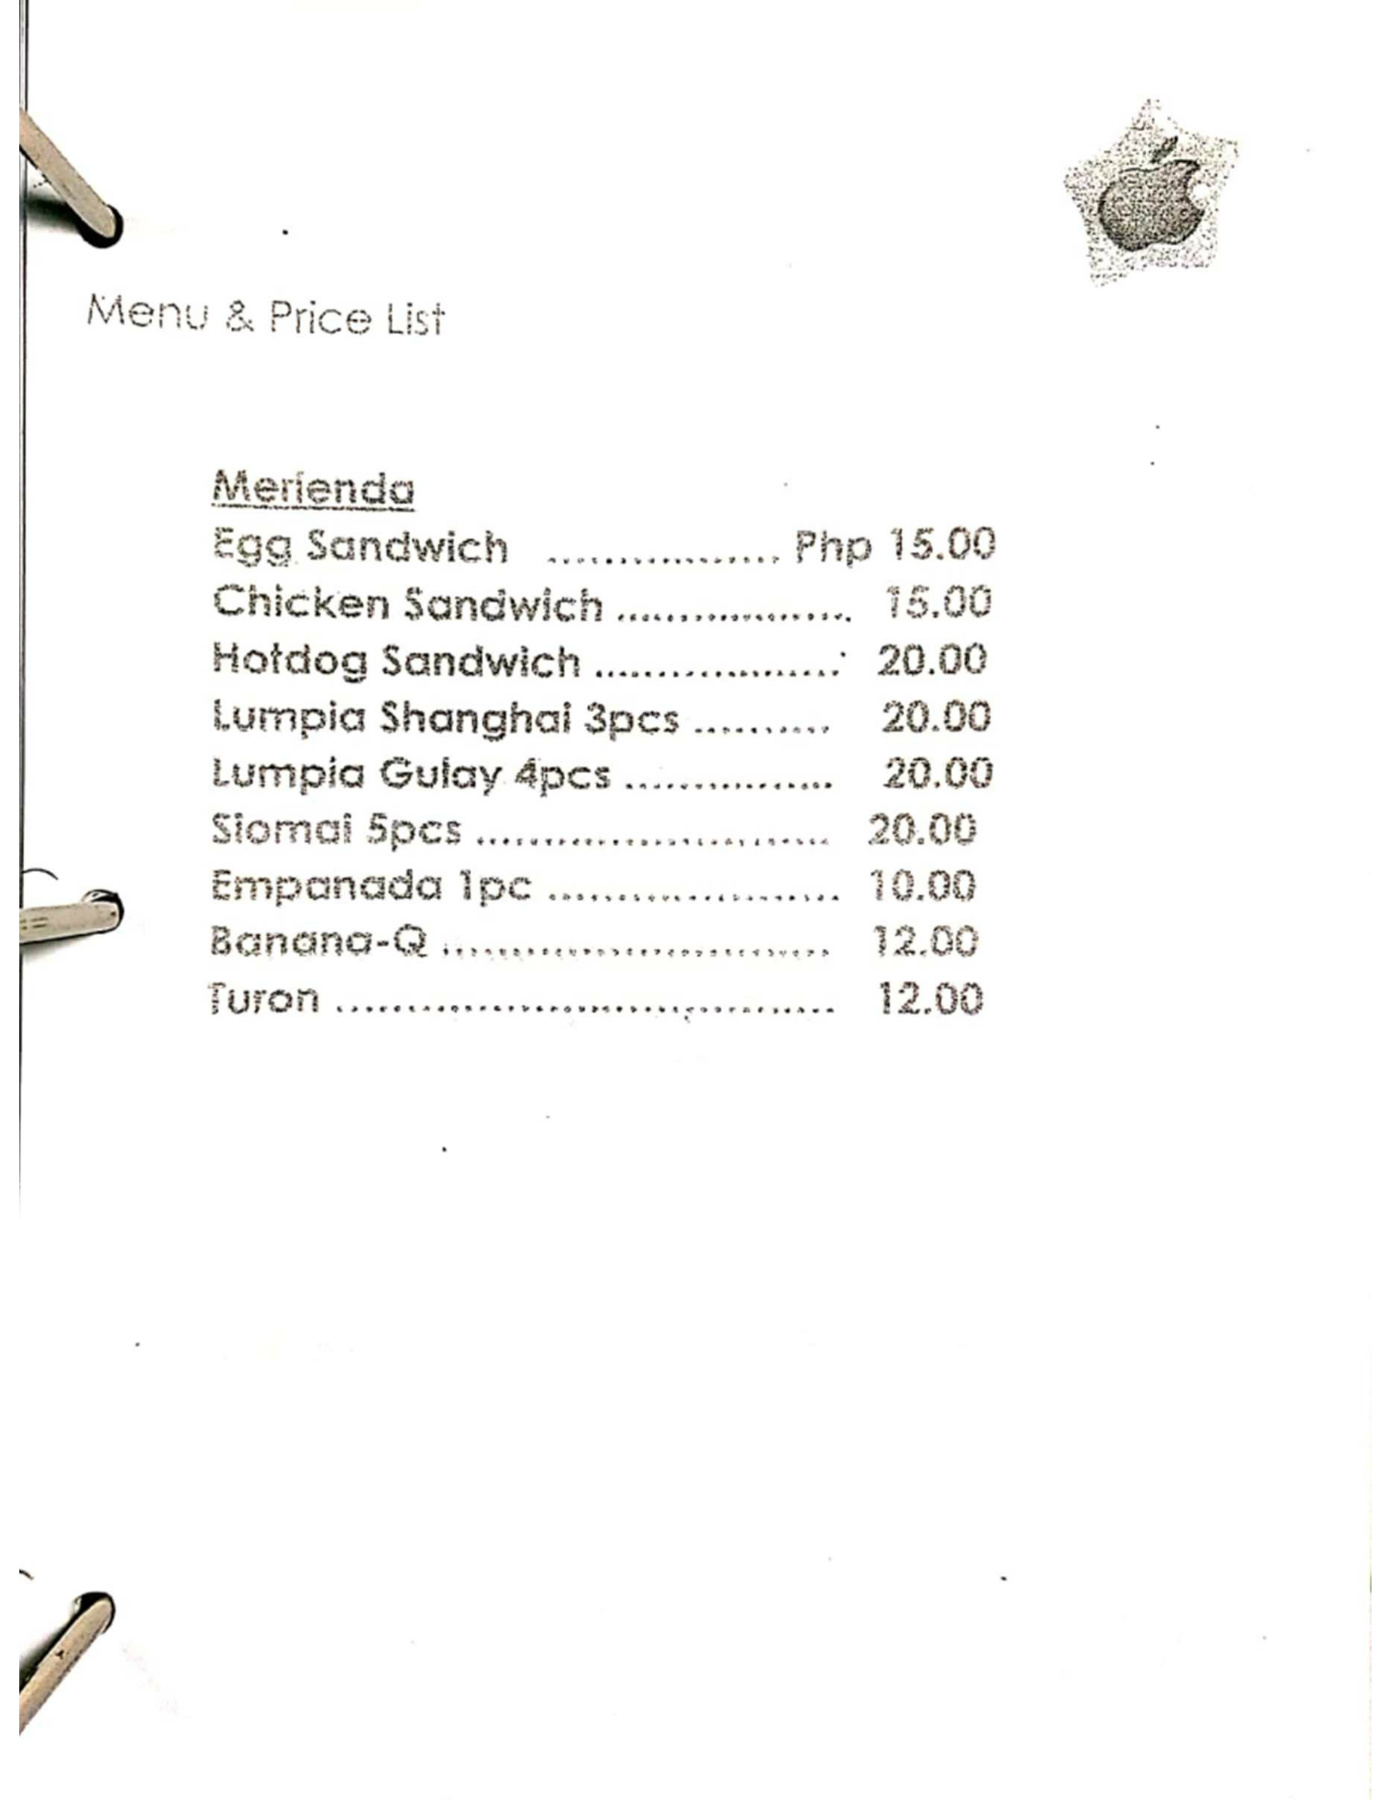 Menu & Price List
Merienda
Egg Sandwich .................... Php 15.00
Chicken Sandwich ..................... 15.00
Hotdog Sandwich ...................... 20.00
Lumpia Shanghai 3pcs ........... 20.00
Lumpia Gulay 4pcs .................. 20.00
Siomai 5pcs ............................... 20.00
Empanada 1pc .......................... 10.00
Banana-Q .................................. 12.00
Turon ............................................ 12.00